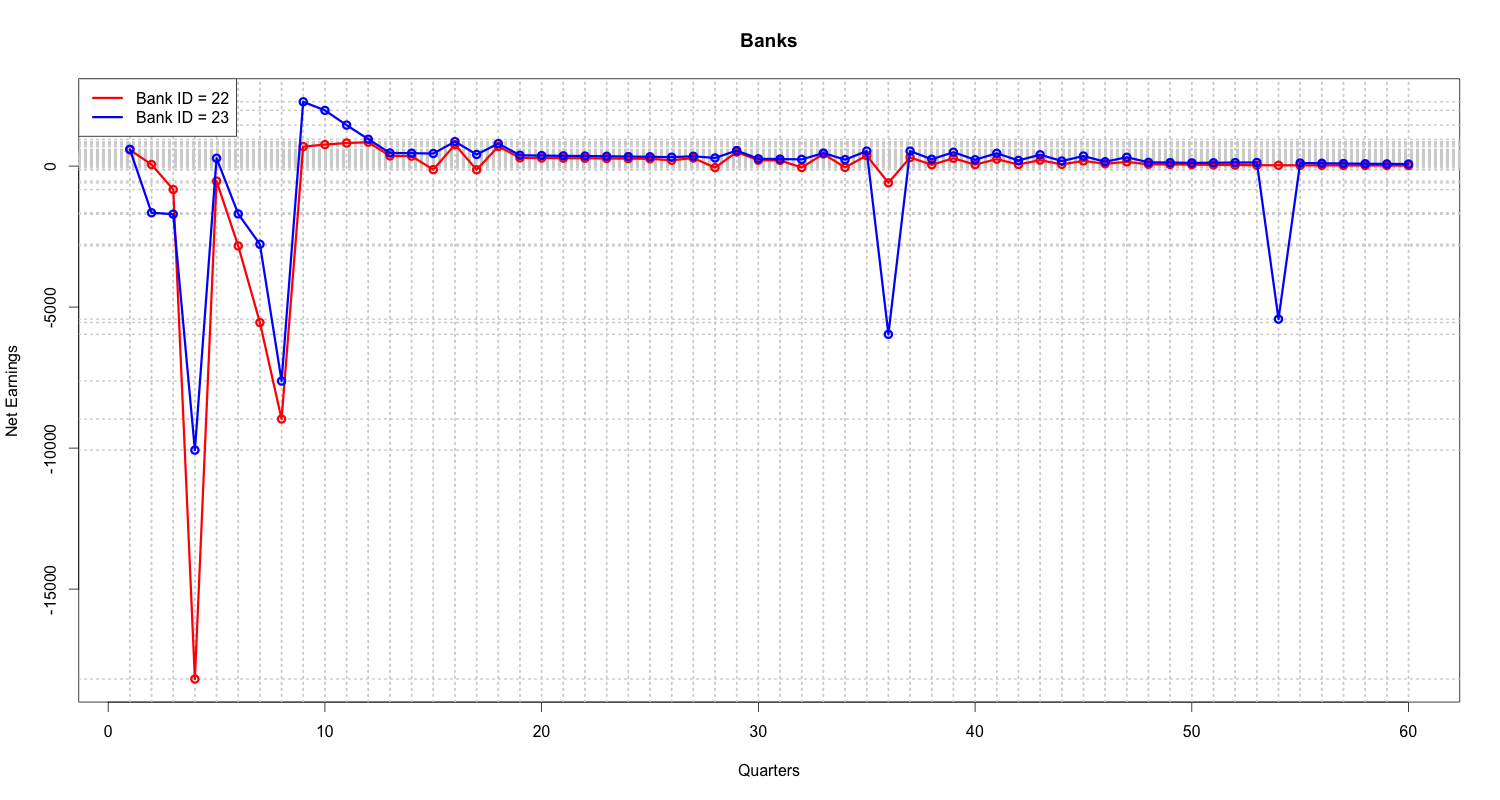 Banks
Bank ID = 22
Bank ID = 23
0
-5000
-10000
-15000
Net Earnings
0 10 20 30 40 50 60
Quarters